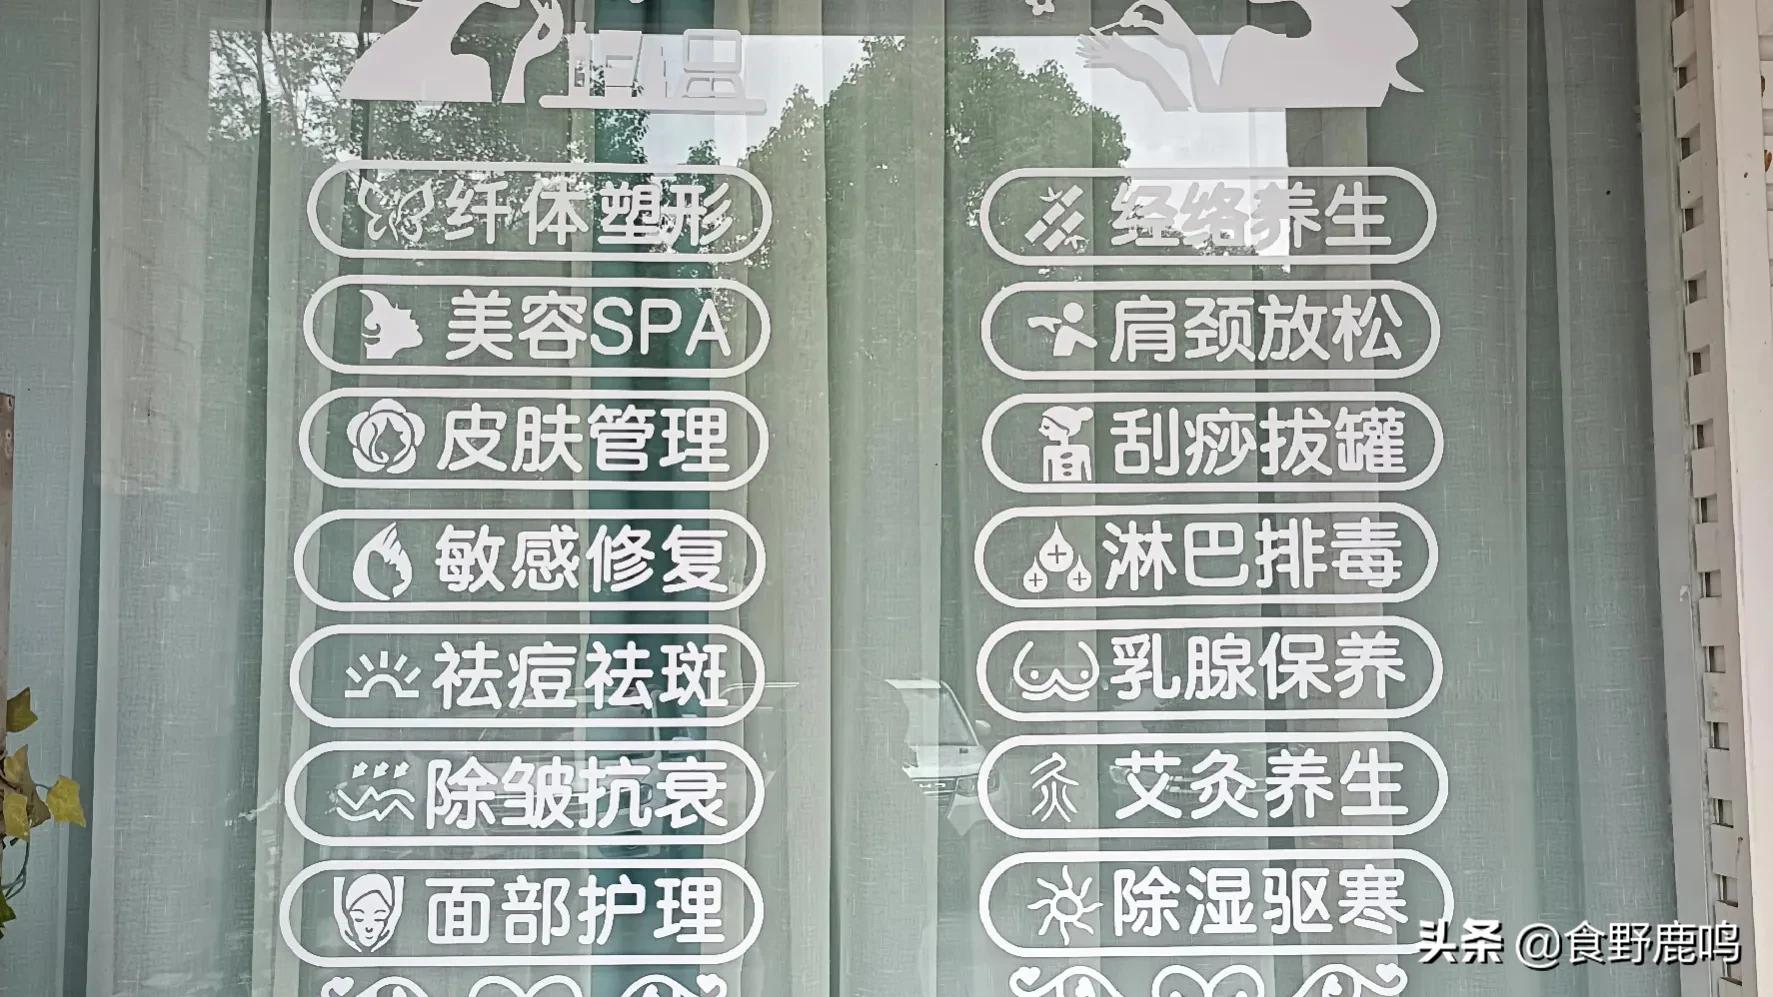 纤体塑形
美容SPA
皮肤管理
敏感修复
祛痘祛斑
除皱抗衰
面部护理
经络养生
肩颈放松
刮痧拔罐
淋巴排毒
乳腺保养
艾灸养生
除湿驱寒
头条 @食野鹿鸣